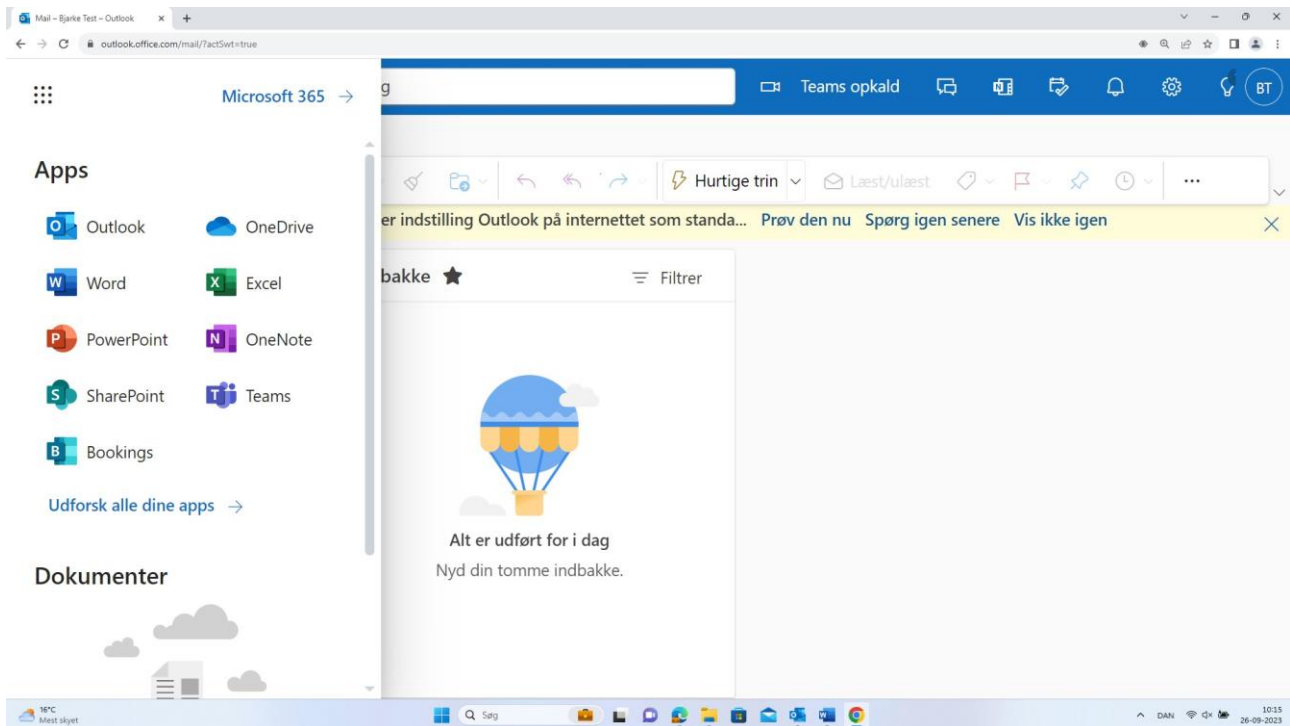 Mail – Bjarke Test – Outlook
outlook.office.com/mail/?actSwt=true
Microsoft 365 →
g
Teams opkald
BT
Apps
Hurtige trin
Læst/ulæst
er indstilling Outlook på internettet som standa... Prøv den nu Spørg igen senere Vis ikke igen
Outlook
OneDrive
bakke
Filtrer
Word
Excel
PowerPoint
OneNote
SharePoint
Teams
Bookings
Udforsk alle dine apps →
Alt er udført for i dag
Nyd din tomme indbakke.
Dokumenter
16°C
Mest skyet
Søg
DAN
10:15
26-09-2023